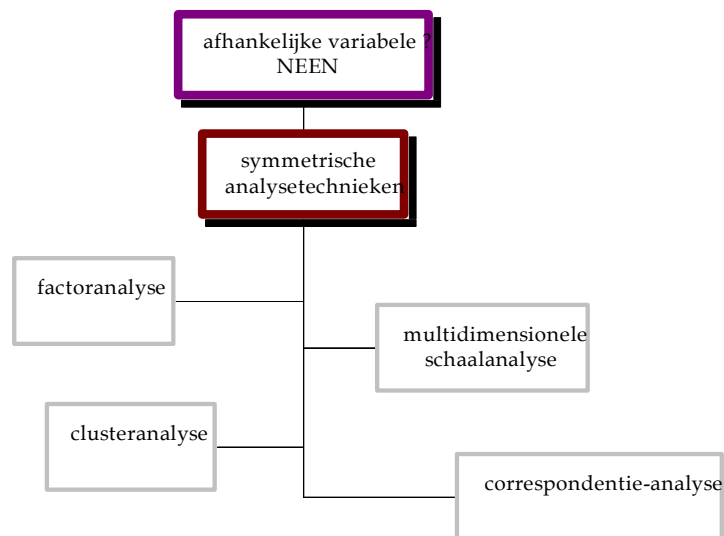 afhankelijke variabele ?
NEEN
symmetrische
analysetechnieken
factoranalyse
multidimensionele
schaalanalyse
clusteranalyse
correspondentie-analyse